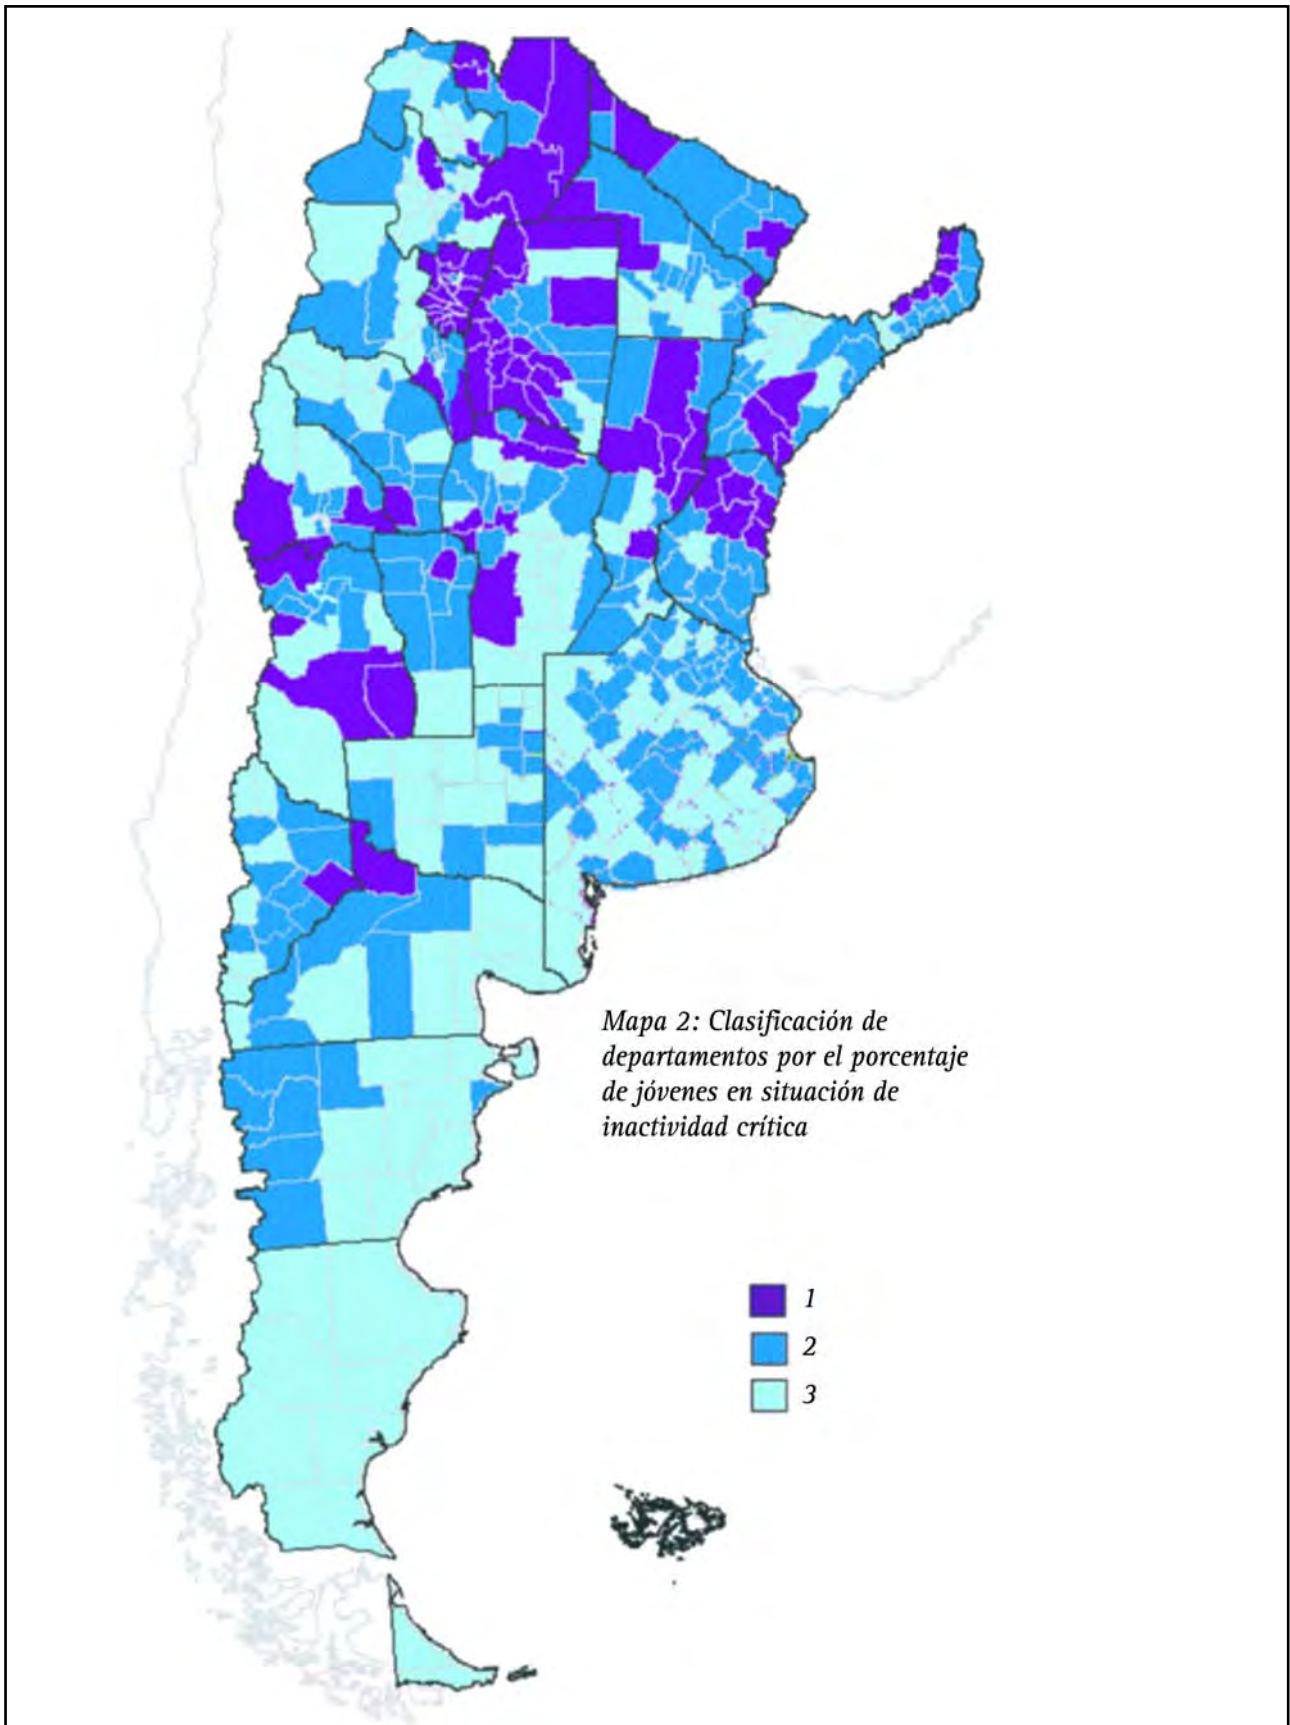 Mapa 2: Clasificación de
departamentos por el porcentaje
de jóvenes en situación de
inactividad crítica
1
2
3